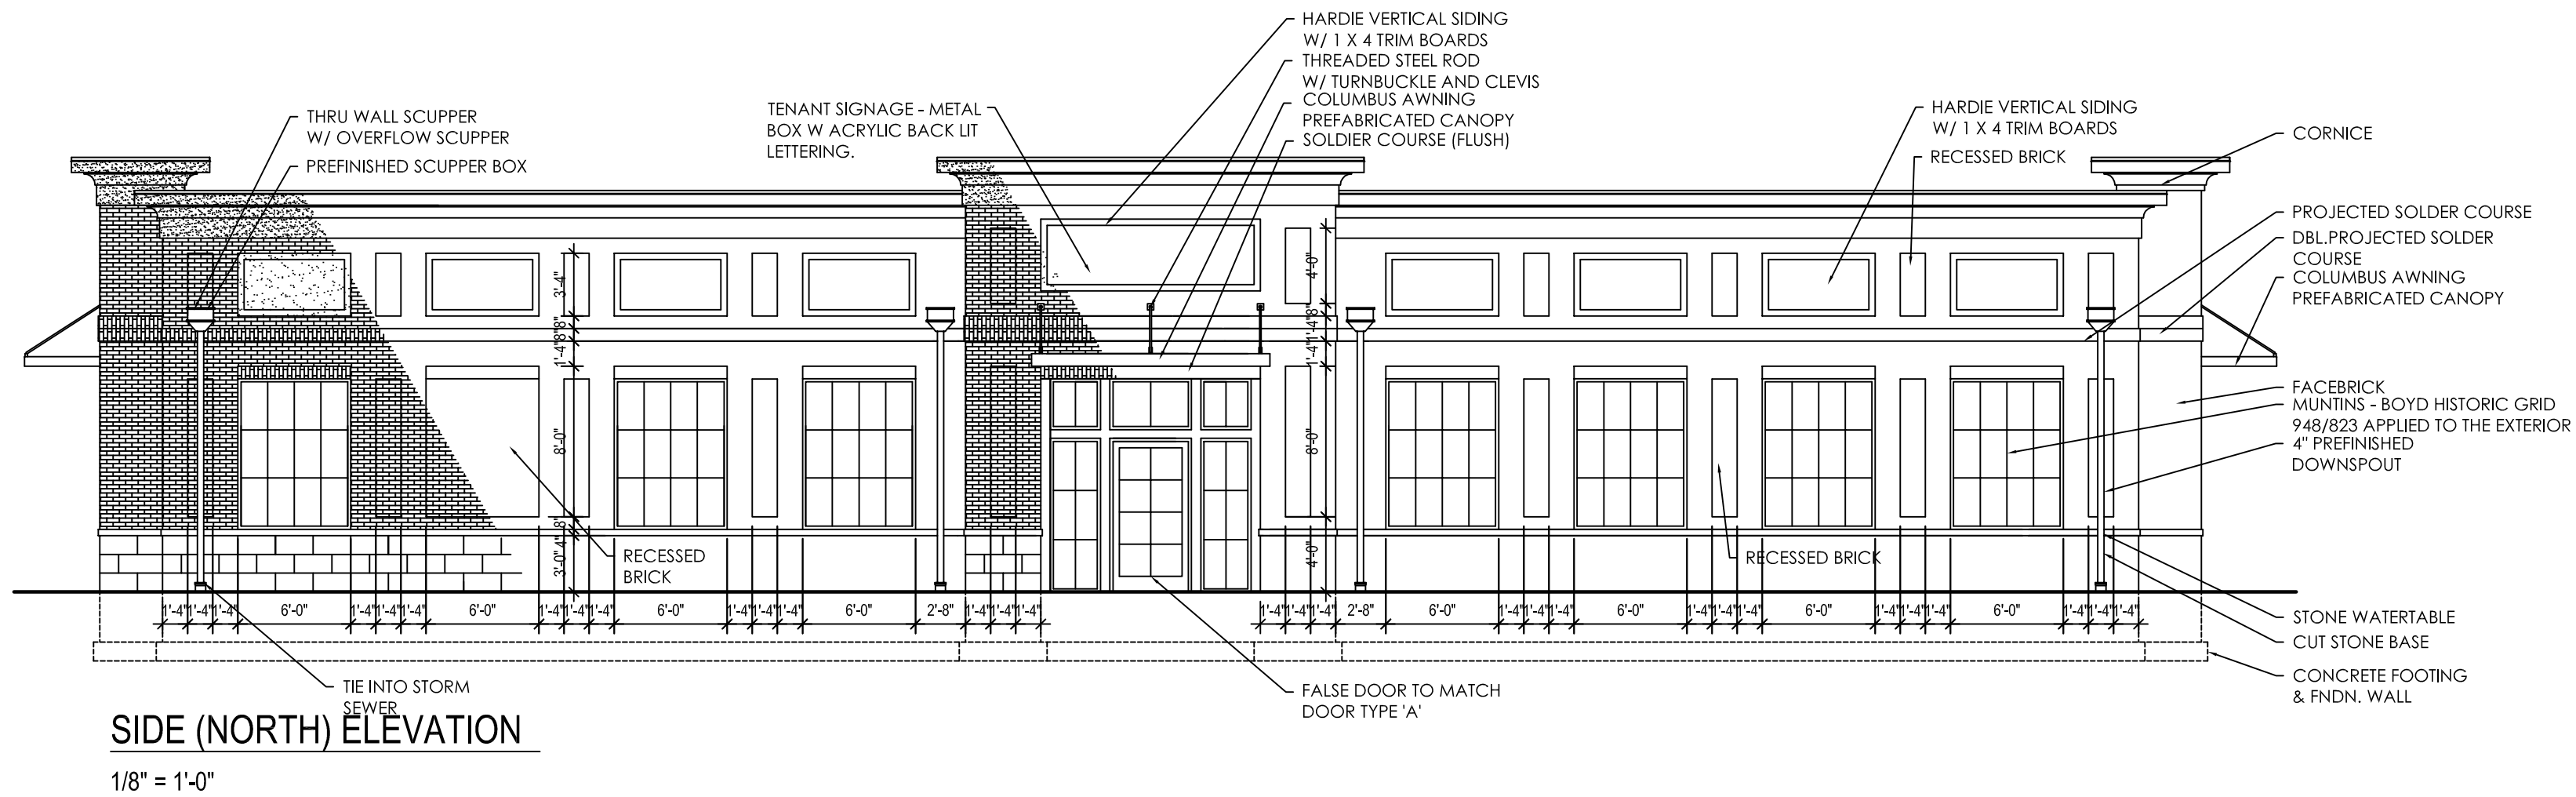 HARDIE VERTICAL SIDING
W/ 1 X 4 TRIM BOARDS
THREADED STEEL ROD
W/ TURNBUCKLE AND CLEVIS
COLUMBUS AWNING
PREFABRICATED CANOPY
SOLDIER COURSE (FLUSH)
TENANT SIGNAGE - METAL
BOX W ACRYLIC BACK LIT
LETTERING.
THRU WALL SCUPPER
W/ OVERFLOW SCUPPER
PREFINISHED SCUPPER BOX
HARDIE VERTICAL SIDING
W/ 1 X 4 TRIM BOARDS
RECESSED BRICK
CORNICE
PROJECTED SOLDER COURSE
DBL.PROJECTED SOLDER
COURSE
COLUMBUS AWNING
PREFABRICATED CANOPY
FACEBRICK
MUNTINS - BOYD HISTORIC GRID
948/823 APPLIED TO THE EXTERIOR
4" PREFINISHED
DOWNSPOUT
3'-4"
8"
8"
1'-4"
8'-0"
8"
4"
3'-0"
4'-0"
8"
1'-4"
1'-4"
8'-0"
4'-0"
RECESSED
BRICK
RECESSED BRICK
1'-4" 1'-4" 1'-4" 6'-0" 1'-4" 1'-4" 1'-4" 6'-0" 1'-4" 1'-4" 1'-4" 6'-0" 1'-4" 1'-4" 1'-4" 6'-0" 2'-8" 1'-4" 1'-4" 1'-4" 1'-4" 1'-4" 1'-4" 2'-8" 6'-0" 1'-4" 1'-4" 1'-4" 6'-0" 1'-4" 1'-4" 1'-4" 6'-0" 1'-4" 1'-4" 1'-4" 6'-0" 1'-4" 1'-4" 1'-4"
STONE WATERTABLE
CUT STONE BASE
CONCRETE FOOTING
& FNDN. WALL
TIE INTO STORM
SEWER
FALSE DOOR TO MATCH
DOOR TYPE 'A'
SIDE (NORTH) ELEVATION
1/8" = 1'-0"